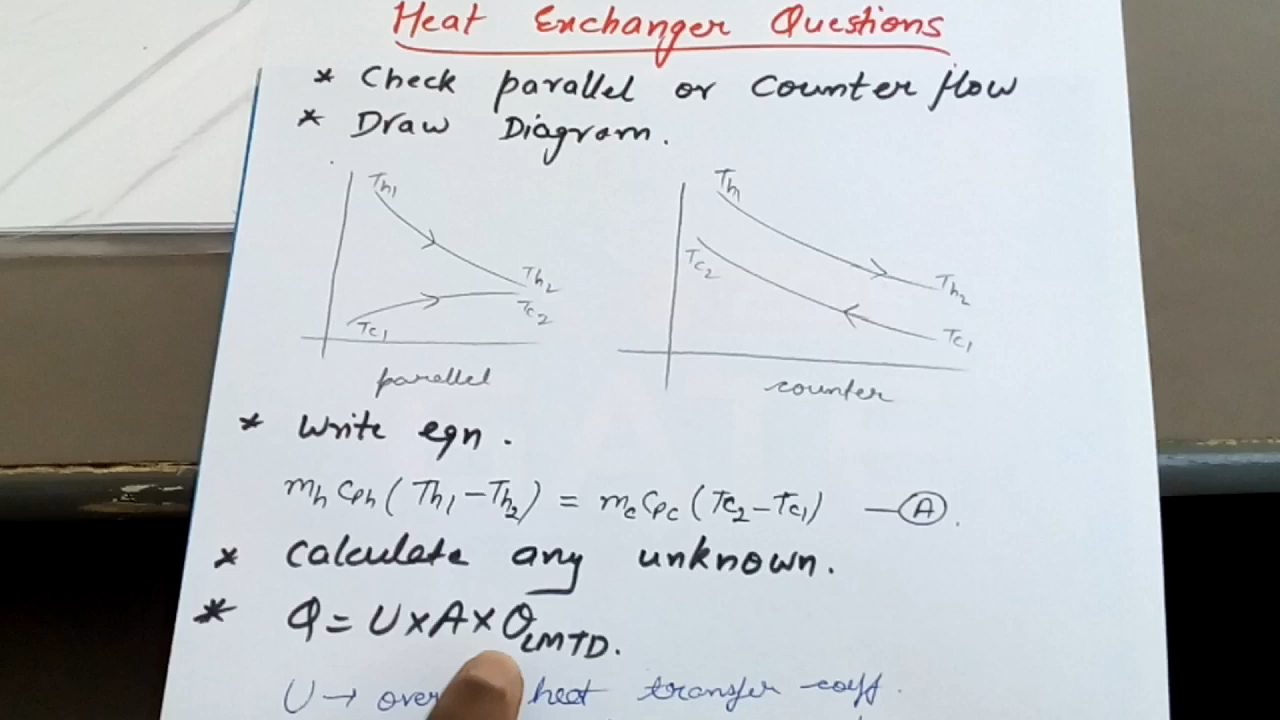 Heat Exchanger Questions
* Check parallel or Counter flow
* Draw Diagram.
Th1
Th2
Tc2
Tc1
parallel
Th1
Tc2
Th2
Tc1
counter
* Write eqn.
mh Cph (Th1 - Th2) = mc Cpc (Tc2 - Tc1) — A.
* Calculate any unknown.
* Q = U × A × θLMTD.
U → heat transfer coeff.